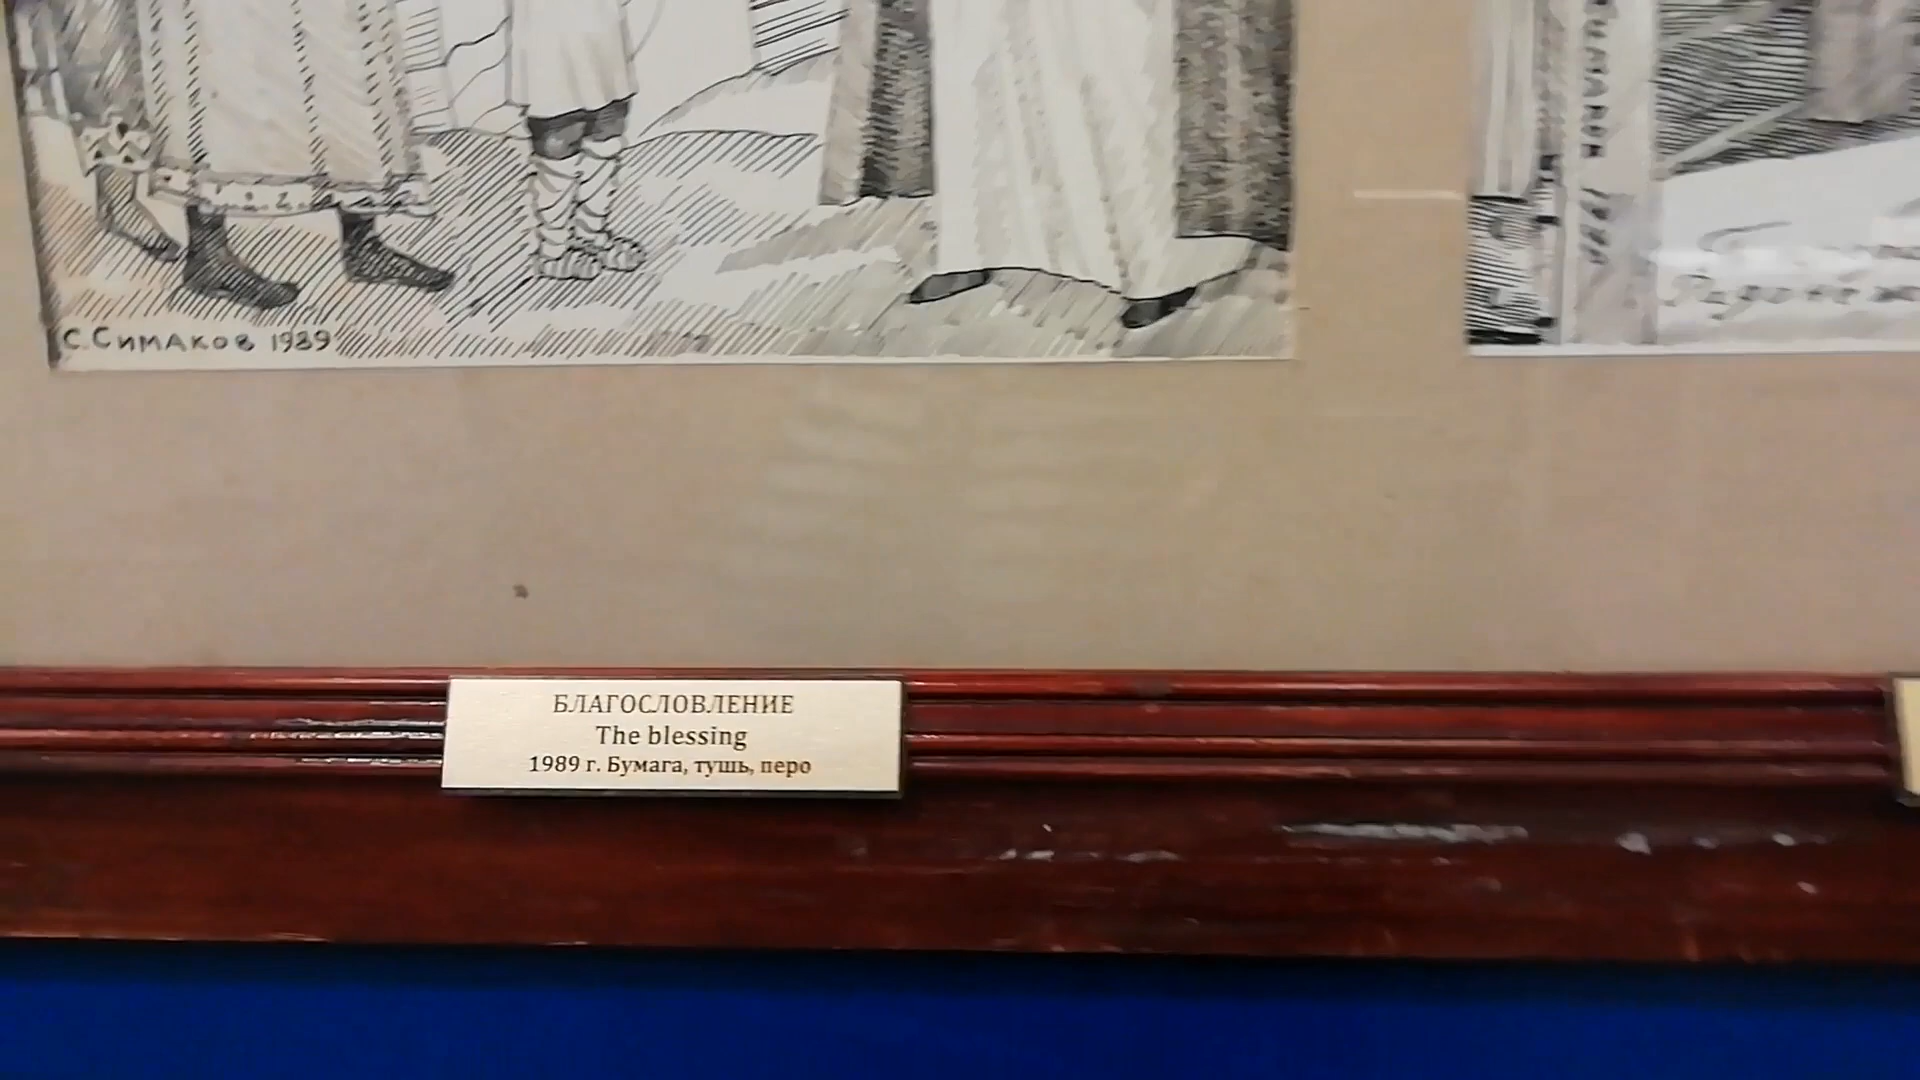 С. Симаков 1989
БЛАГОСЛОВЛЕНИЕ
The blessing
1989 г. Бумага, тушь, перо